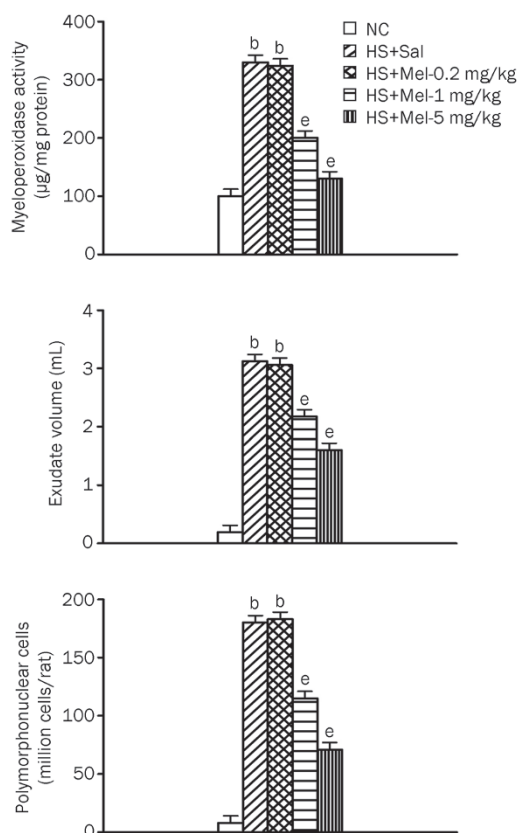 Myeloperoxidase activity
(µg/mg protein)
400
300
200
100
0
b
b
e
e
NC
HS+Sal
HS+Mel-0.2 mg/kg
HS+Mel-1 mg/kg
HS+Mel-5 mg/kg
Exudate volume (mL)
4
3
2
1
0
b
b
e
e
Polymorphonuclear cells
(million cells/rat)
200
150
100
50
0
b
b
e
e